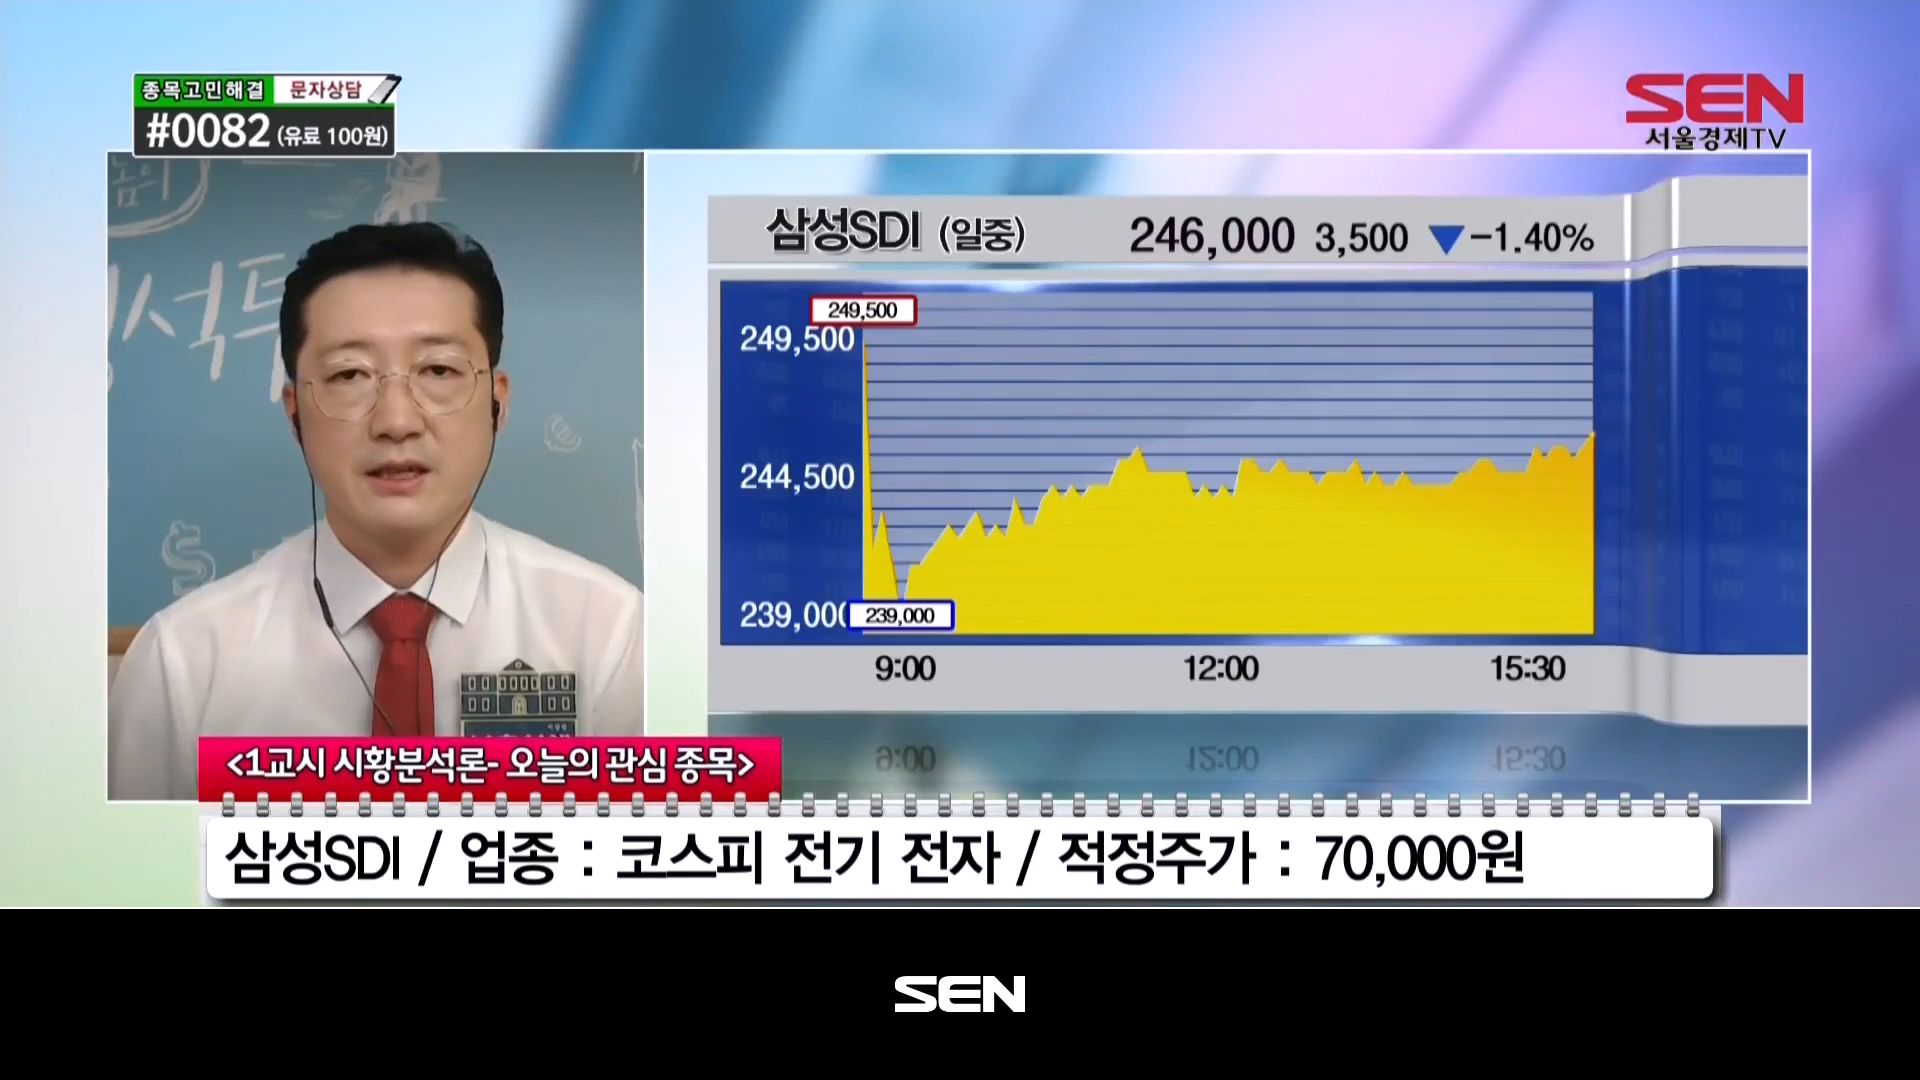 종목고민해결 문자상담
#0082 (유료 100원)
SEN
서울경제TV
삼성SDI (일중) 246,000 3,500 ▼-1.40%
249,500
249,500
244,500
239,000
239,000
9:00 12:00 15:30
<1교시 시황분석론- 오늘의 관심 종목>
삼성SDI / 업종 : 코스피 전기 전자 / 적정주가 : 70,000원
SEN